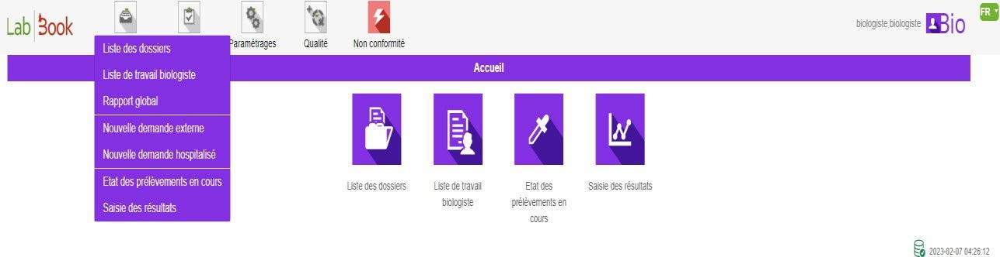 Lab Book
Paramétrages
Qualité
Non conformité
biologiste biologiste
Bio
FR
Accueil
Liste des dossiers
Liste de travail biologiste
Rapport global
Nouvelle demande externe
Nouvelle demande hospitalisé
Etat des prélèvements en cours
Saisie des résultats
Liste des dossiers
Liste de travail
biologiste
Etat des
prélèvements en
cours
Saisie des résultats
2023-02-07 04:26:12